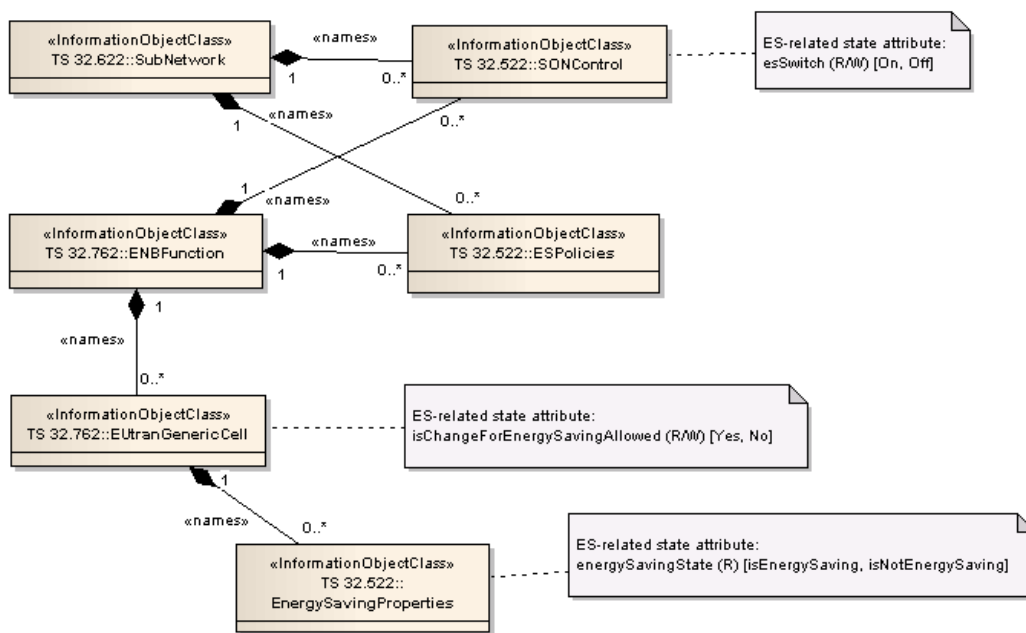 «InformationObjectClass»
TS 32.622::SubNetwork
«names»
1
0..*
«InformationObjectClass»
TS 32.522::SONControl
ES-related state attribute:
esSwitch (R/W) [On, Off]
1
«names»
0..*
1
«names»
0..*
«InformationObjectClass»
TS 32.762::ENBFunction
«names»
1
0..*
«InformationObjectClass»
TS 32.522::ESPolicies
1
«names»
0..*
«InformationObjectClass»
TS 32.762::EUtranGenericCell
ES-related state attribute:
isChangeForEnergySavingAllowed (R/W) [Yes, No]
1
«names»
0..*
«InformationObjectClass»
TS 32.522::
EnergySavingProperties
ES-related state attribute:
energySavingState (R) [isEnergySaving, isNotEnergySaving]